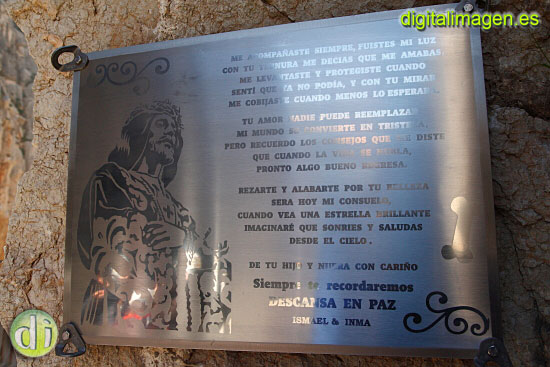 digitalimagen.es
ME ACOMPAÑASTE SIEMPRE, FUISTES MI LUZ
CON TU TERNURA ME DECIAS QUE ME AMABAS
ME LEVANTASTE Y PROTEGISTE CUANDO
SENTÍ QUE YA NO PODÍA, Y CON TU MIRAR
ME COBIJASTE CUANDO MENOS LO ESPERABA.
TU AMOR NADIE PUEDE REEMPLAZAR
MI MUNDO SE CONVIERTE EN TRISTEZA,
PERO RECUERDO LOS CONSEJOS QUE ME DISTE
QUE CUANDO LA VIDA SE NUBLA,
PRONTO ALGO BUENO REGRESA.
REZARTE Y ALABARTE POR TU BELLEZA
SERA HOY MI CONSUELO,
CUANDO VEA UNA ESTRELLA BRILLANTE
IMAGINARÉ QUE SONRIES Y SALUDAS
DESDE EL CIELO.
DE TU HIJO Y NUERA CON CARIÑO
Siempre te recordaremos
DESCANSA EN PAZ
ISMAEL & INMA
di